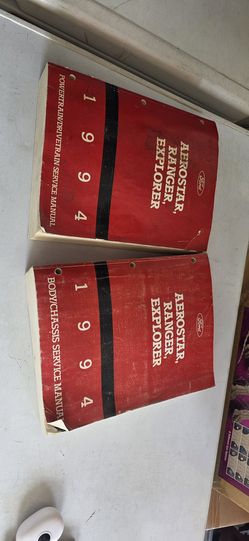 Ford
AEROSTAR,
RANGER,
EXPLORER
1994
POWERTRAIN/DRIVETRAIN SERVICE MANUAL
Ford
AEROSTAR,
RANGER,
EXPLORER
1994
BODY/CHASSIS SERVICE MANUAL